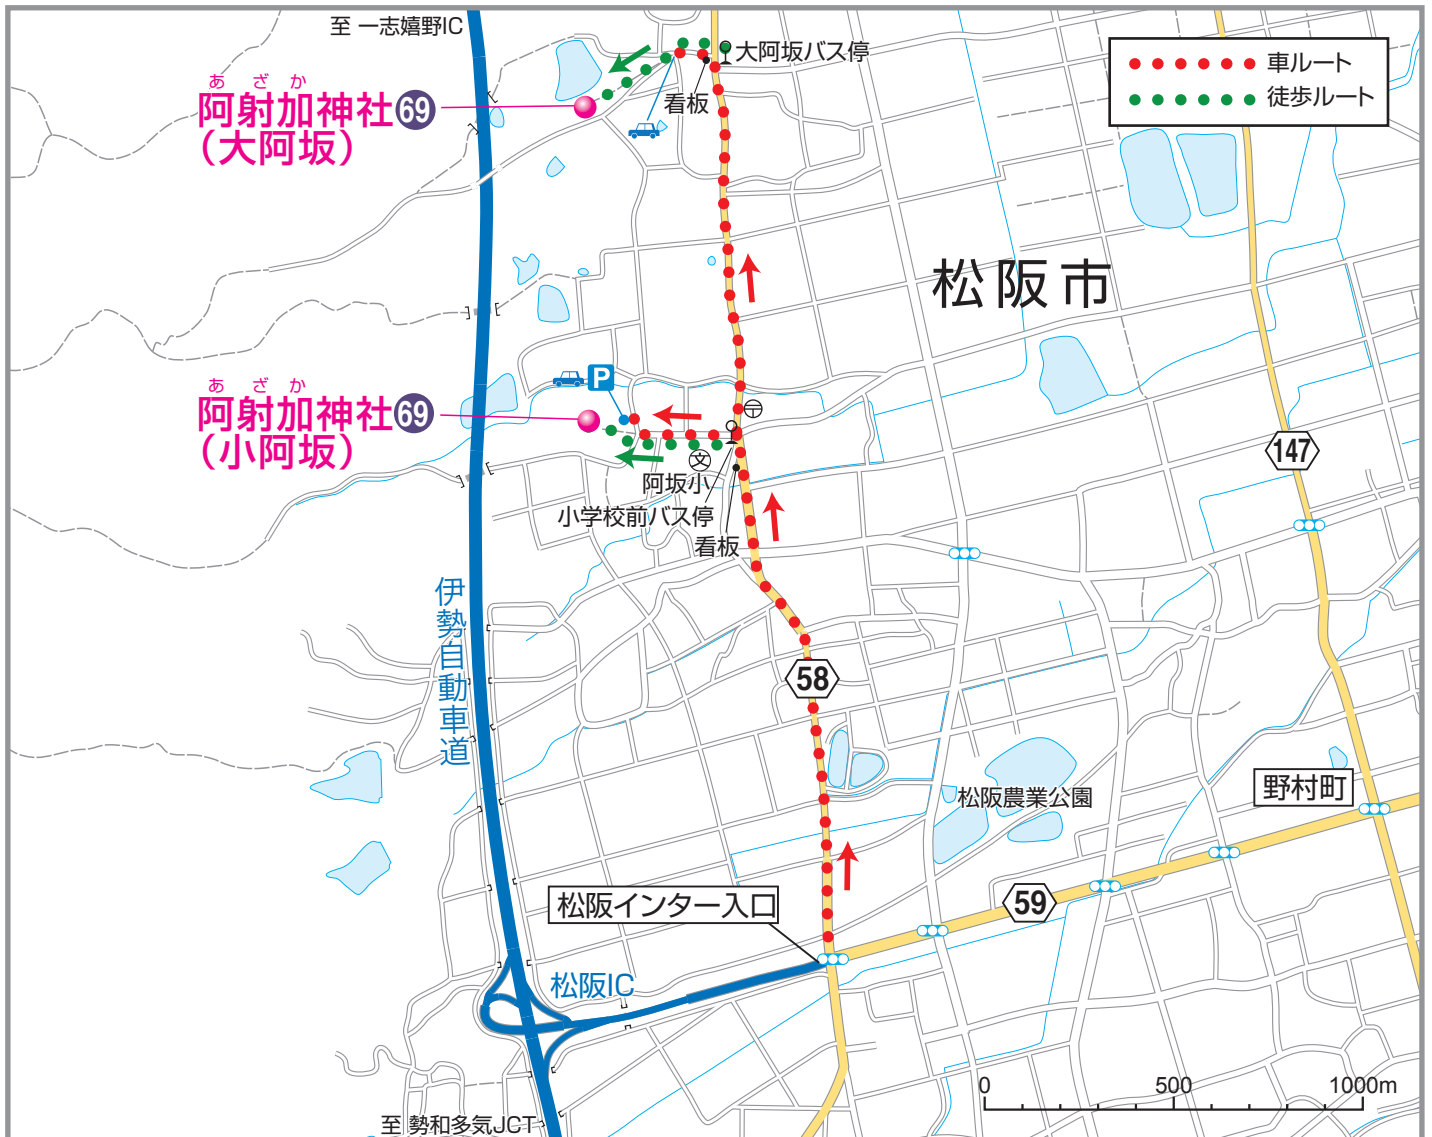 至 一志嬉野IC
大阿坂バス停
車ルート
徒歩ルート
あざか
阿射加神社69
(大阿坂)
看板
松阪市
P
あざか
阿射加神社69
(小阿坂)
〒
文
阿坂小
小学校前バス停
看板
147
伊勢自動車道
58
松阪農業公園
野村町
松阪インター入口
59
松阪IC
0 500 1000m
至 勢和多気JCT